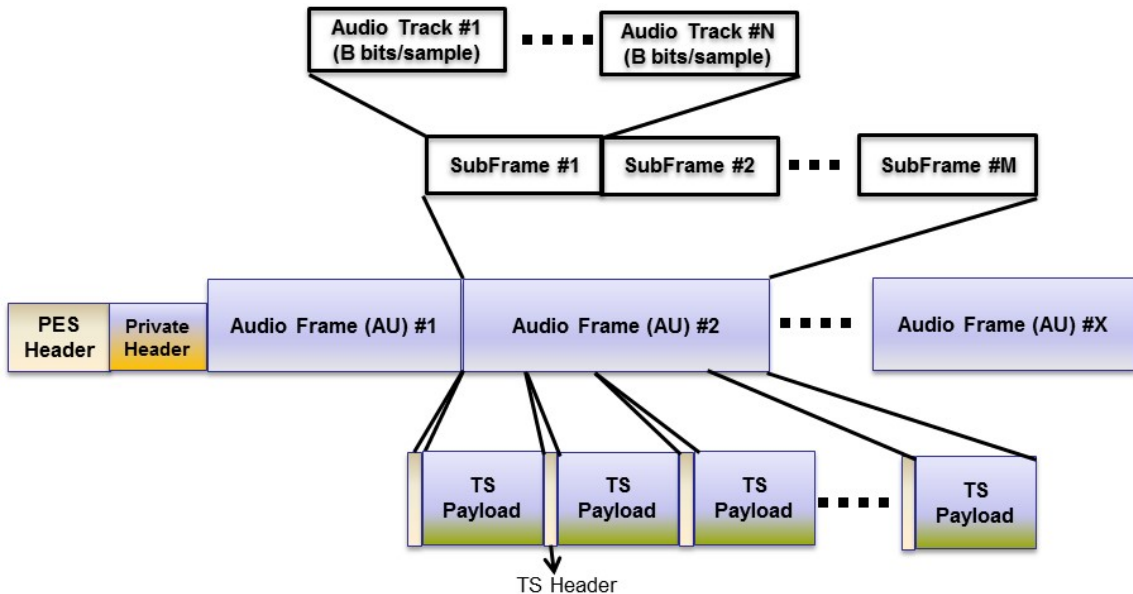 Audio Track #1
(B bits/sample)
Audio Track #N
(B bits/sample)
SubFrame #1
SubFrame #2
SubFrame #M
PES
Header
Private
Header
Audio Frame (AU) #1
Audio Frame (AU) #2
Audio Frame (AU) #X
TS
Payload
TS
Payload
TS
Payload
TS
Payload
TS Header